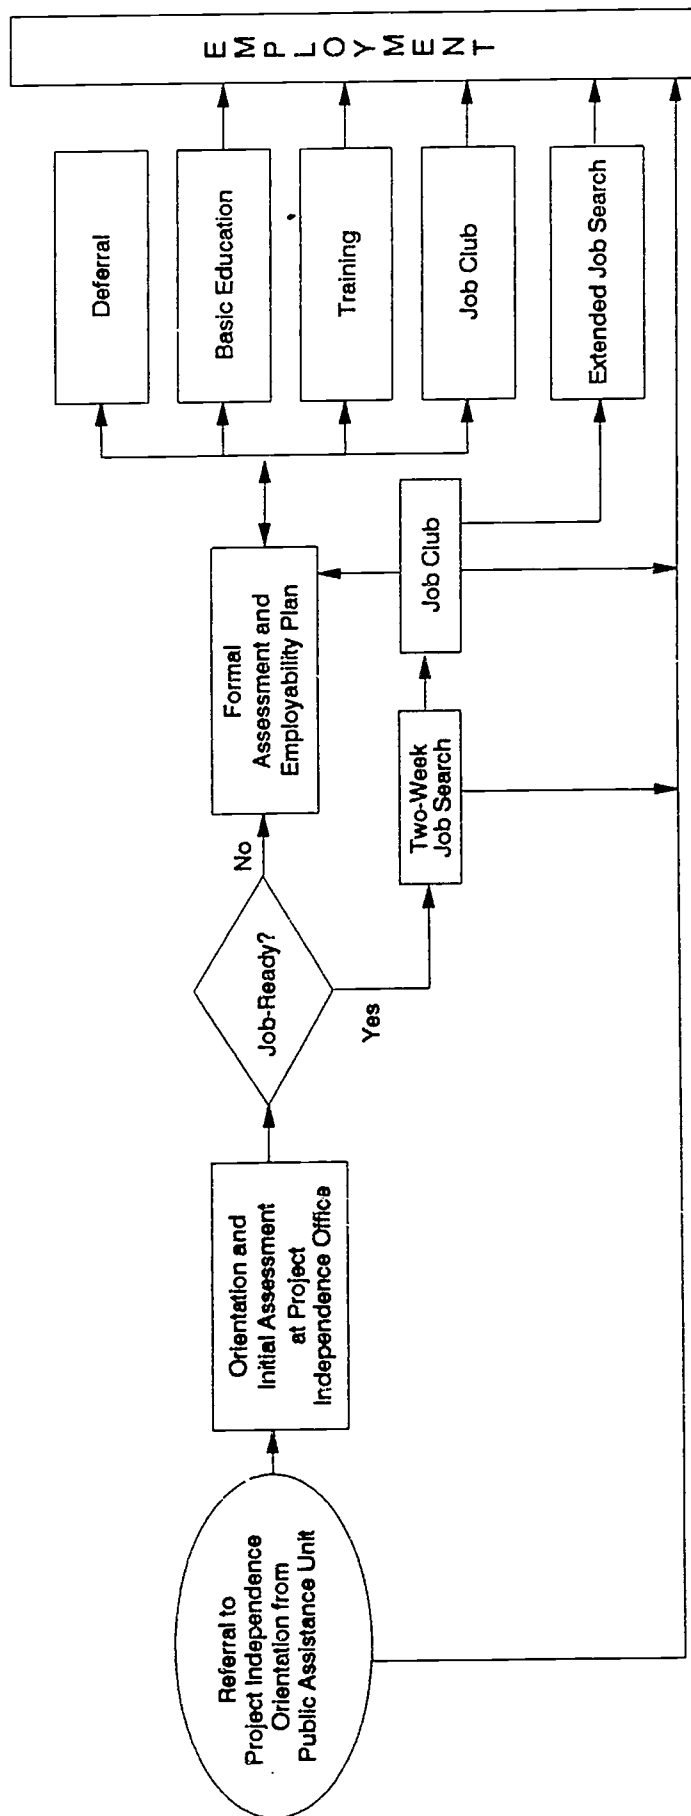 Referral to
Project Independence
Orientation from
Public Assistance Unit
Orientation and
Initial Assessment
at Project
Independence Office
Job-Ready?
No
Yes
Formal
Assessment and
Employability Plan
Two-Week
Job Search
Job Club
Deferral
Basic Education
Training
Job Club
Extended Job Search
EMPLOYMENT